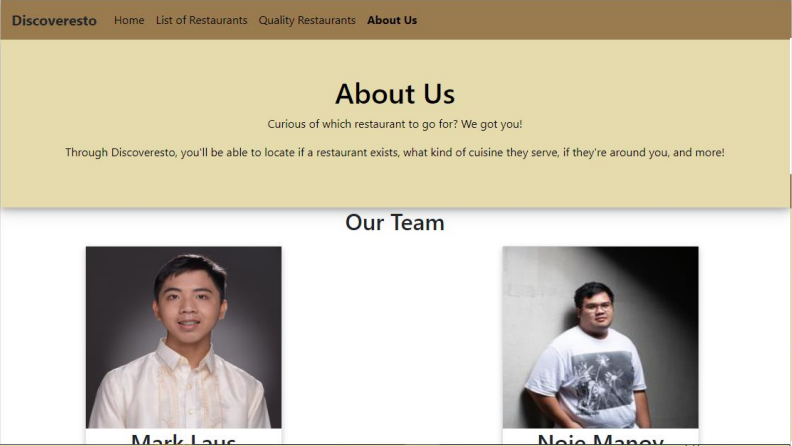 Discoveresto Home List of Restaurants Quality Restaurants About Us
About Us
Curious of which restaurant to go for? We got you!
Through Discoveresto, you'll be able to locate if a restaurant exists, what kind of cuisine they serve, if they're around you, and more!
Our Team
Mark Laus
Noje Manoy